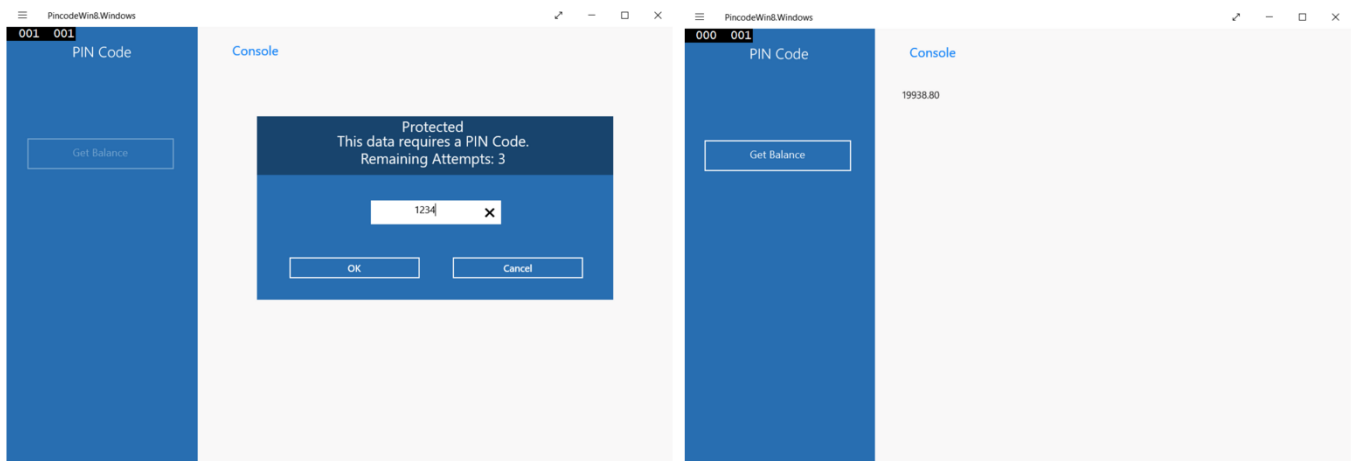 PincodeWin8.Windows
001 001
PIN Code
Console
Get Balance
Protected
This data requires a PIN Code.
Remaining Attempts: 3
1234
OK
Cancel
PincodeWin8.Windows
000 001
PIN Code
Console
19938.80
Get Balance